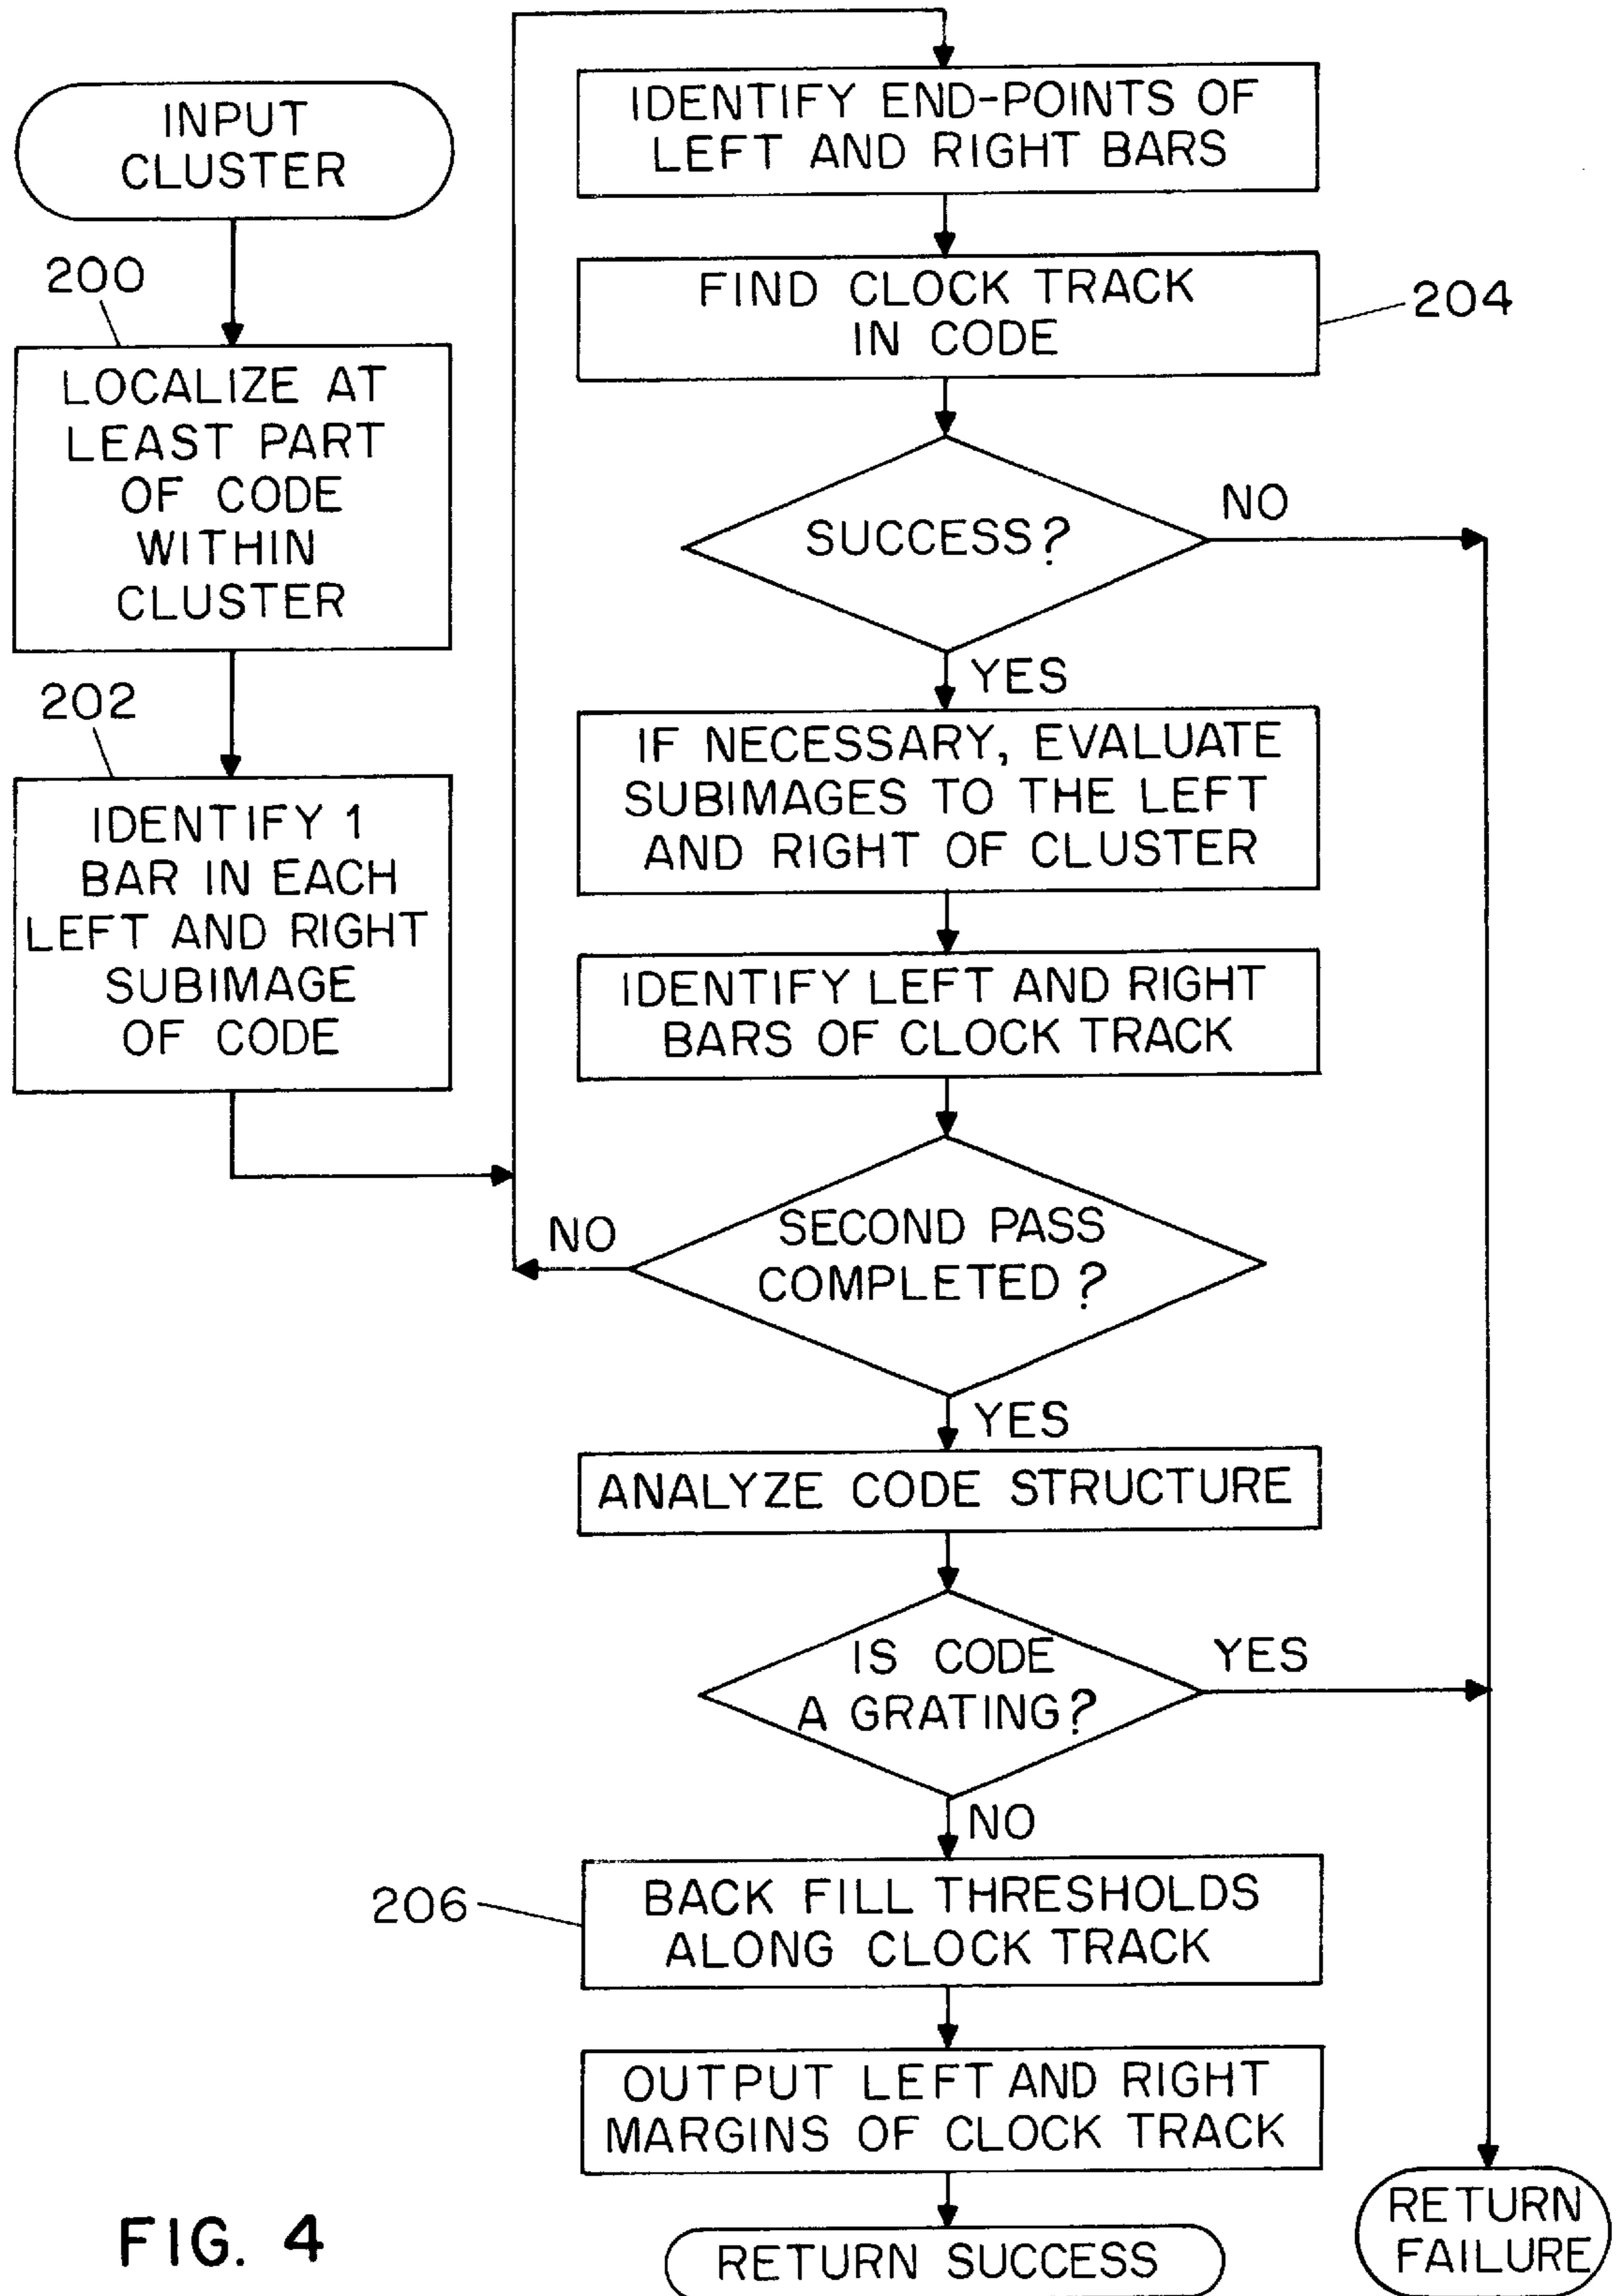 INPUT
CLUSTER
200
LOCALIZE AT
LEAST PART
OF CODE
WITHIN
CLUSTER
202
IDENTIFY 1
BAR IN EACH
LEFT AND RIGHT
SUBIMAGE
OF CODE
IDENTIFY END-POINTS OF
LEFT AND RIGHT BARS
FIND CLOCK TRACK
IN CODE
204
SUCCESS?
NO
YES
IF NECESSARY, EVALUATE
SUBIMAGES TO THE LEFT
AND RIGHT OF CLUSTER
IDENTIFY LEFT AND RIGHT
BARS OF CLOCK TRACK
SECOND PASS
COMPLETED?
NO
YES
ANALYZE CODE STRUCTURE
IS CODE
A GRATING?
YES
NO
206
BACK FILL THRESHOLDS
ALONG CLOCK TRACK
OUTPUT LEFT AND RIGHT
MARGINS OF CLOCK TRACK
RETURN SUCCESS
RETURN
FAILURE
FIG. 4